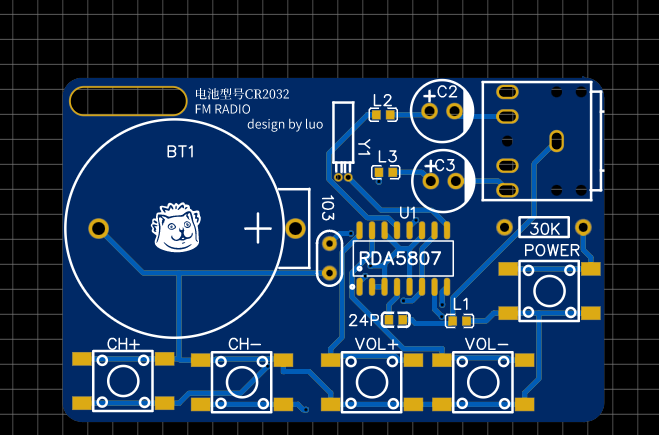 电池型号CR2032
FM RADIO
design by luo
C2
L2
BT1
Y1
L3
C3
103
U1
30K
RDA5807
POWER
L1
24P
CH+
CH-
VOL+
VOL-